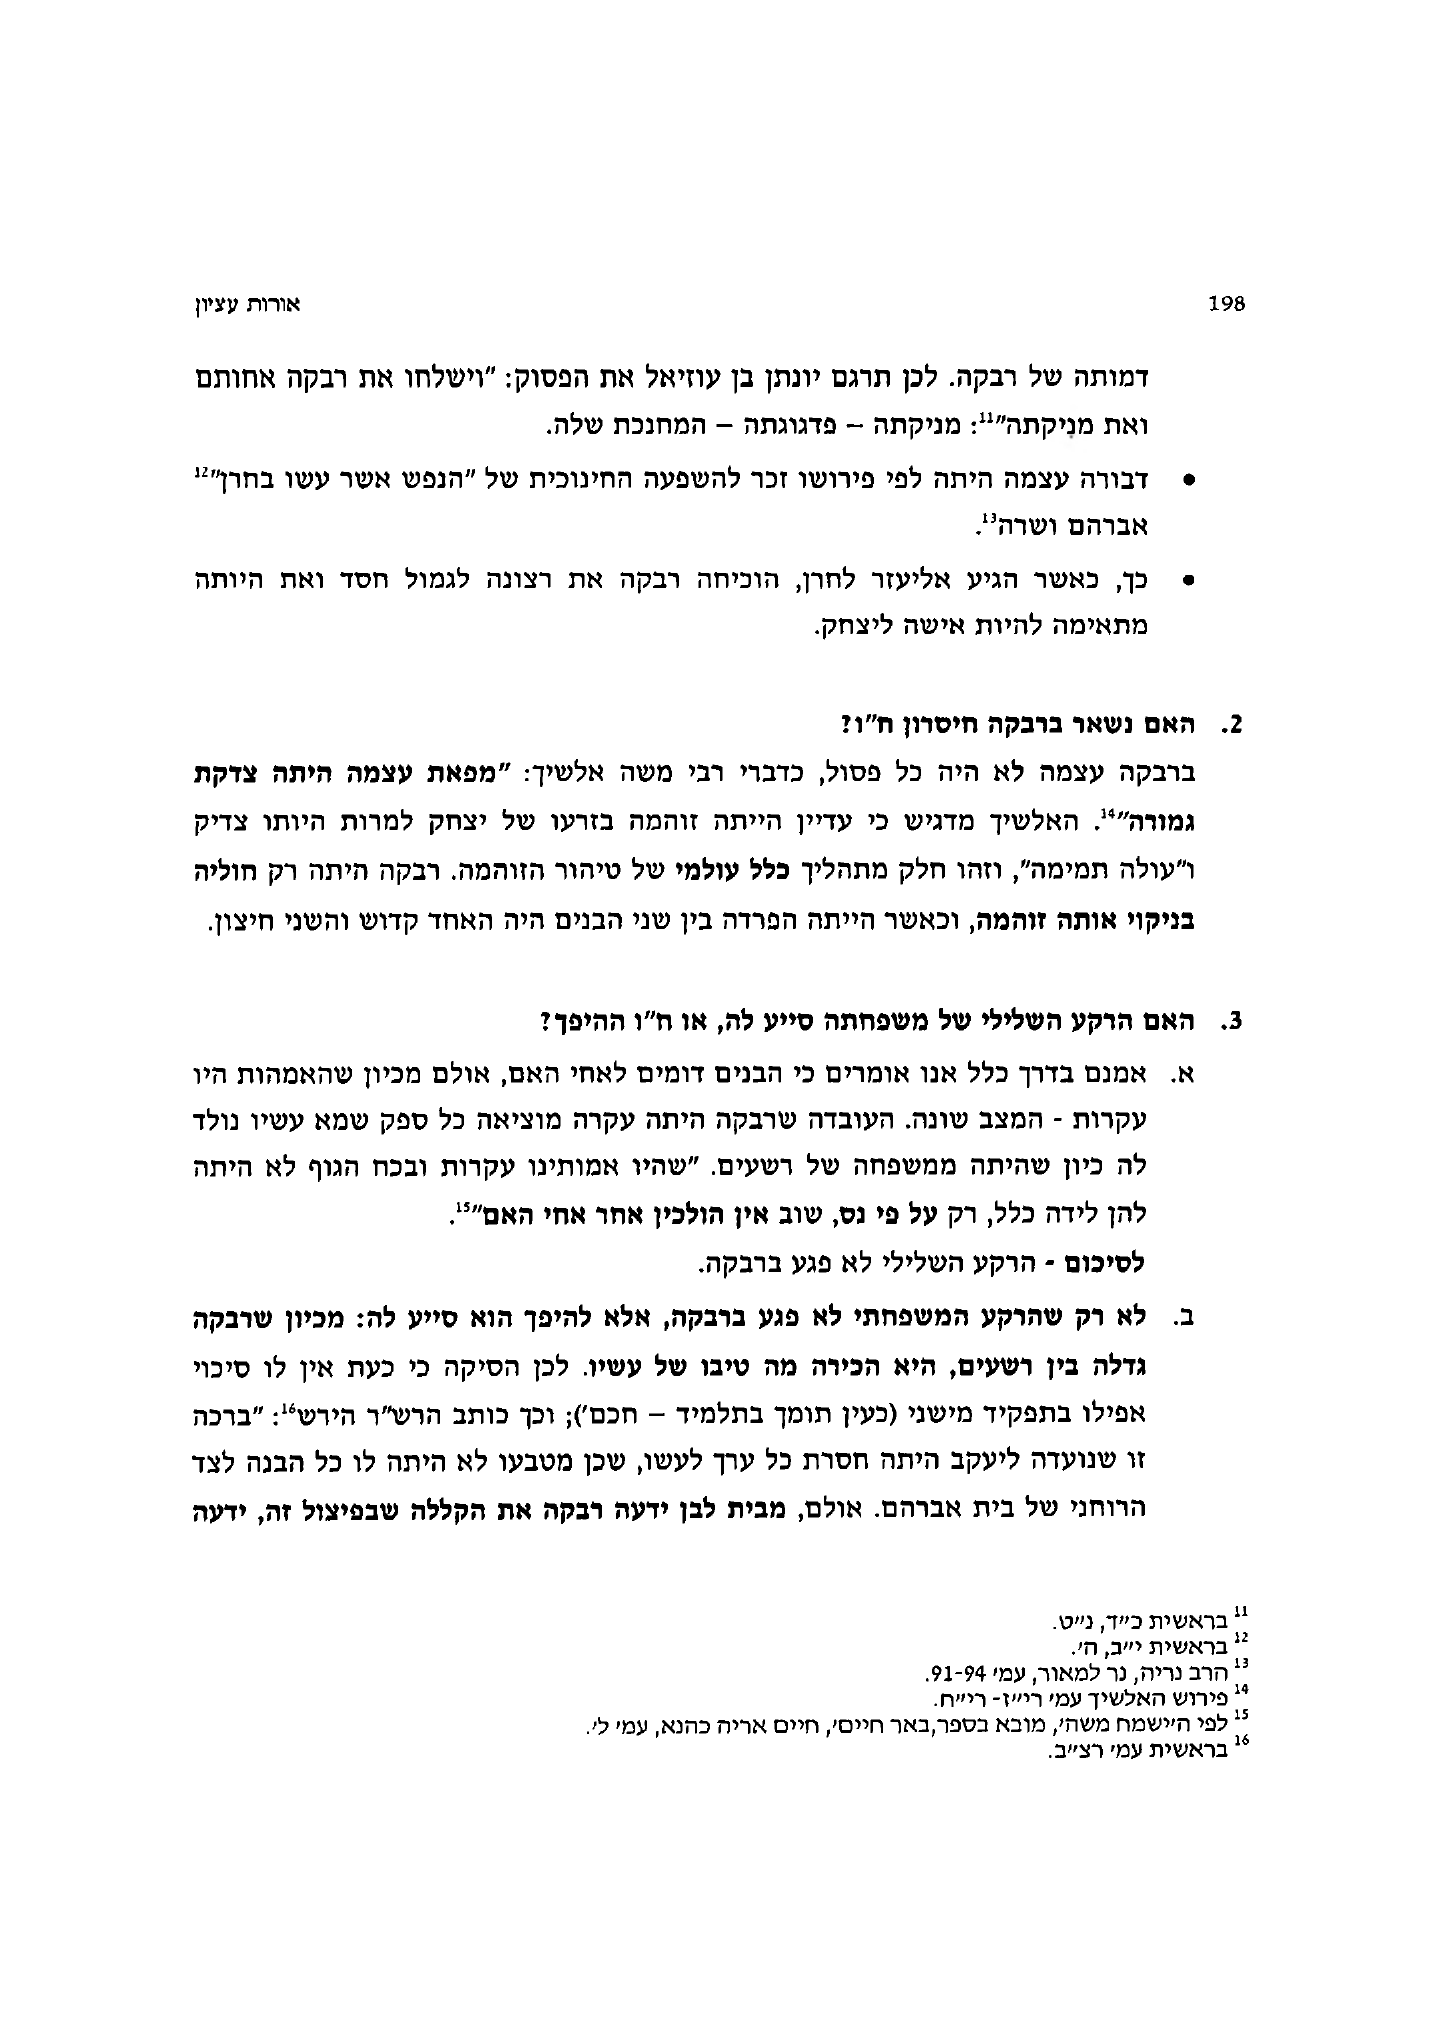 198 אורות עציון
דמותה של רבקה. לכן תרגם יונתן בן עוזיאל את הפסוק: "וישלחו את רבקה אחותם
ואת מניקתה"¹¹: מניקתה – פדגוגתה – המחנכת שלה.
• דבורה עצמה היתה לפי פירושו זכר להשפעה החינוכית של "הנפש אשר עשו בחרן"¹²
אברהם ושרה¹³.
• כך, כאשר הגיע אליעזר לחרן, הוכיחה רבקה את רצונה לגמול חסד ואת היותה
מתאימה להיות אישה ליצחק.
2. האם נשאר ברבקה חיסרון ח"ו?
ברבקה עצמה לא היה כל פסול, כדברי רבי משה אלשיך: "מפאת עצמה היתה צדקת
גמורה"¹⁴. האלשיך מדגיש כי עדיין הייתה זוהמה בזרעו של יצחק למרות היותו צדיק
ו"עולה תמימה", וזהו חלק מתהליך כלל עולמי של טיהור הזוהמה. רבקה היתה רק חוליה
בניקוי אותה זוהמה, וכאשר הייתה הפרדה בין שני הבנים היה האחד קדוש והשני חיצון.
3. האם הרקע השלילי של משפחתה סייע לה, או ח"ו ההיפך?
א. אמנם בדרך כלל אנו אומרים כי הבנים דומים לאחי האם, אולם מכיון שהאמהות היו
עקרות - המצב שונה. העובדה שרבקה היתה עקרה מוציאה כל ספק שמא עשיו נולד
לה כיון שהיתה ממשפחה של רשעים. "שהיו אמותינו עקרות ובכח הגוף לא היתה
להן לידה כלל, רק על פי נס, שוב אין הולכין אחר אחי האם"¹⁵.
לסיכום - הרקע השלילי לא פגע ברבקה.
ב. לא רק שהרקע המשפחתי לא פגע ברבקה, אלא להיפך הוא סייע לה: מכיון שרבקה
גדלה בין רשעים, היא הכירה מה טיבו של עשיו. לכן הסיקה כי כעת אין לו סיכוי
אפילו בתפקיד מישני (כעין תומך בתלמיד – חכם'); וכך כותב הרש"ר הירש¹⁶: "ברכה
זו שנועדה ליעקב היתה חסרת כל ערך לעשו, שכן מטבעו לא היתה לו כל הבנה לצד
הרוחני של בית אברהם. אולם, מבית לבן ידעה רבקה את הקללה שבפיצול זה, ידעה
¹¹ בראשית כ"ד, נ"ט.
¹² בראשית י"ב, ה'.
¹³ הרב נריה, נר למאור, עמ' 91-94.
¹⁴ פירוש האלשיך עמ' רי"ז- רי"ח.
¹⁵ לפי ה'ישמח משה', מובא בספר,באר חיים', חיים אריה כהנא, עמ' ל'.
¹⁶ בראשית עמ' רצ"ב.